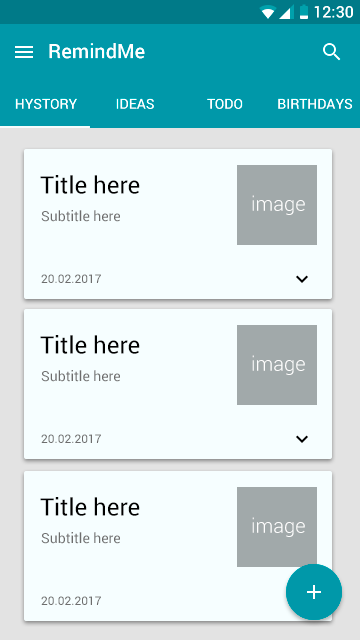 12:30
RemindMe
HYSTORY IDEAS TODO BIRTHDAYS
Title here
Subtitle here
image
20.02.2017
Title here
Subtitle here
image
20.02.2017
Title here
Subtitle here
image
20.02.2017